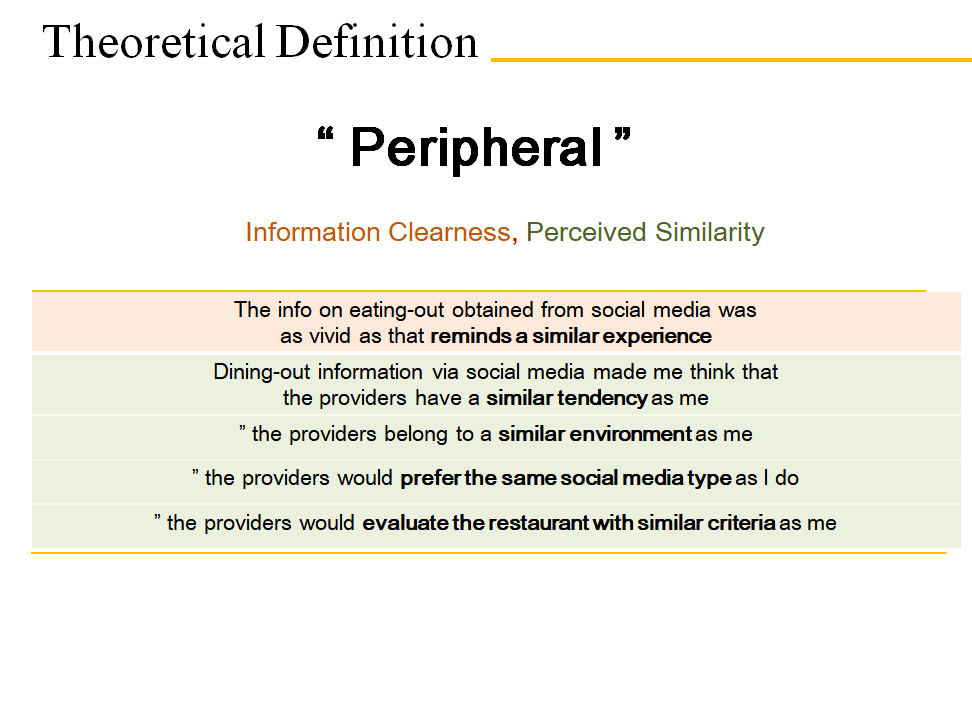 Theoretical Definition
“ Peripheral ”
Information Clearness, Perceived Similarity
The info on eating-out obtained from social media was
as vivid as that reminds a similar experience
Dining-out information via social media made me think that
the providers have a similar tendency as me
” the providers belong to a similar environment as me
” the providers would prefer the same social media type as I do
” the providers would evaluate the restaurant with similar criteria as me